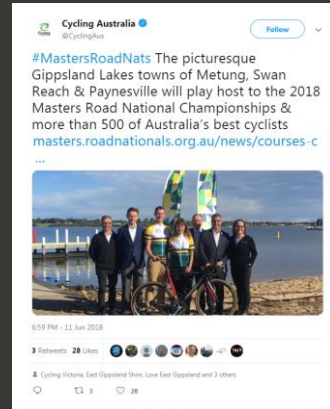 Cycling Australia
@CyclingAus
Follow
#MastersRoadNats The picturesque
Gippsland Lakes towns of Metung, Swan
Reach & Paynesville will play host to the 2018
Masters Road National Championships &
more than 500 of Australia's best cyclists
masters.roadnationals.org.au/news/courses-c
...
6:59 PM - 11 Jun 2018
3 Retweets 28 Likes
Cycling Victoria, East Gippsland Shire, Love East Gippsland and 3 others
3 28